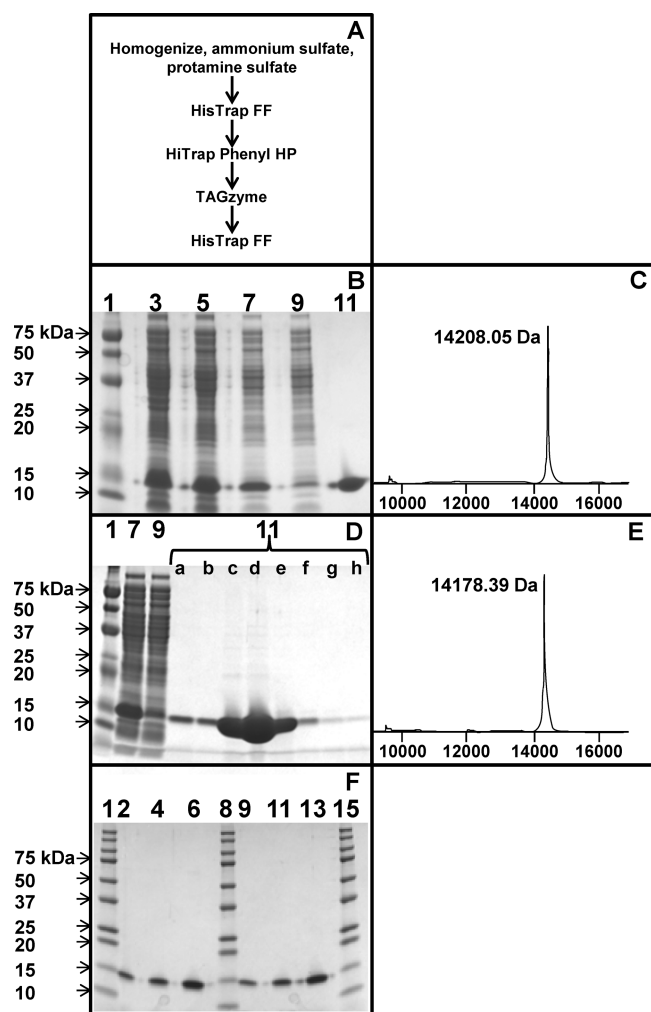 A
Homogenize, ammonium sulfate,
protamine sulfate
HisTrap FF
HiTrap Phenyl HP
TAGzyme
HisTrap FF
B
1 3 5 7 9 11
75 kDa
50
37
25
20
15
10
C
14208.05 Da
10000 12000 14000 16000
D
1 7 9 11
a b c d e f g h
75 kDa
50
37
25
20
15
10
E
14178.39 Da
10000 12000 14000 16000
F
1 2 4 6 8 9 11 13 15
75 kDa
50
37
25
20
15
10